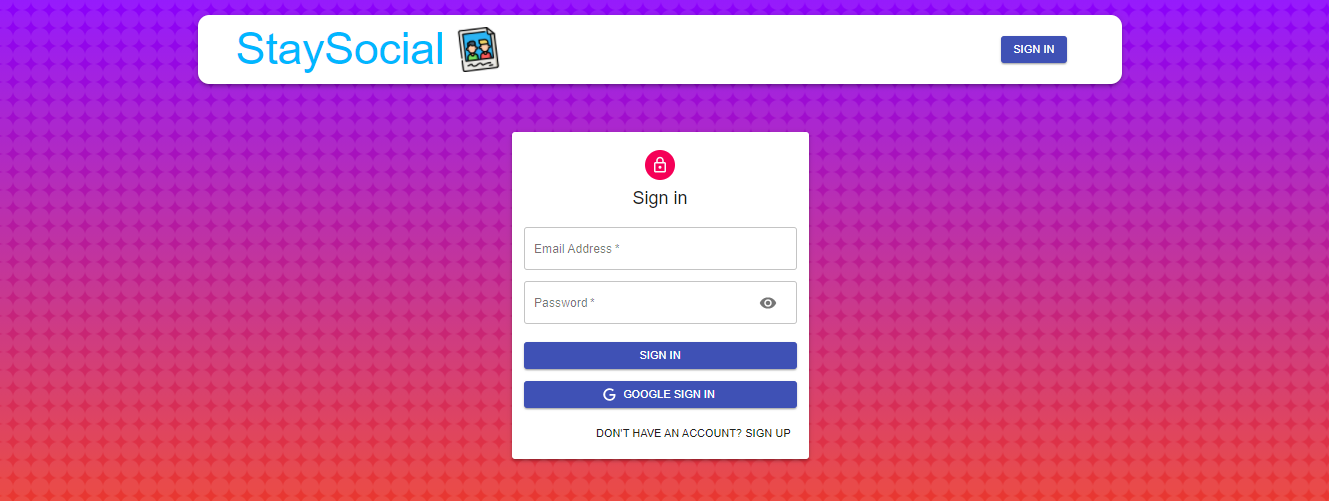 StaySocial
SIGN IN
Sign in
Email Address *
Password *
SIGN IN
GOOGLE SIGN IN
DON'T HAVE AN ACCOUNT? SIGN UP